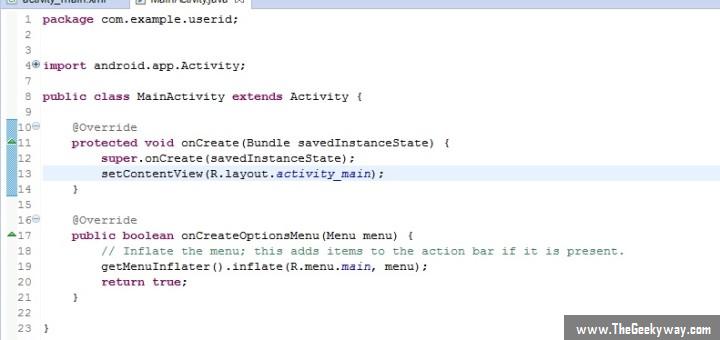 activity_main.xml MainActivity.java
1 package com.example.userid;
2
3
4 import android.app.Activity;
7
8 public class MainActivity extends Activity {
9
10 @Override
11 protected void onCreate(Bundle savedInstanceState) {
12 super.onCreate(savedInstanceState);
13 setContentView(R.layout.activity_main);
14 }
15
16 @Override
17 public boolean onCreateOptionsMenu(Menu menu) {
18 // Inflate the menu; this adds items to the action bar if it is present.
19 getMenuInflater().inflate(R.menu.main, menu);
20 return true;
21 }
22
23 }
www.TheGeekyway.com